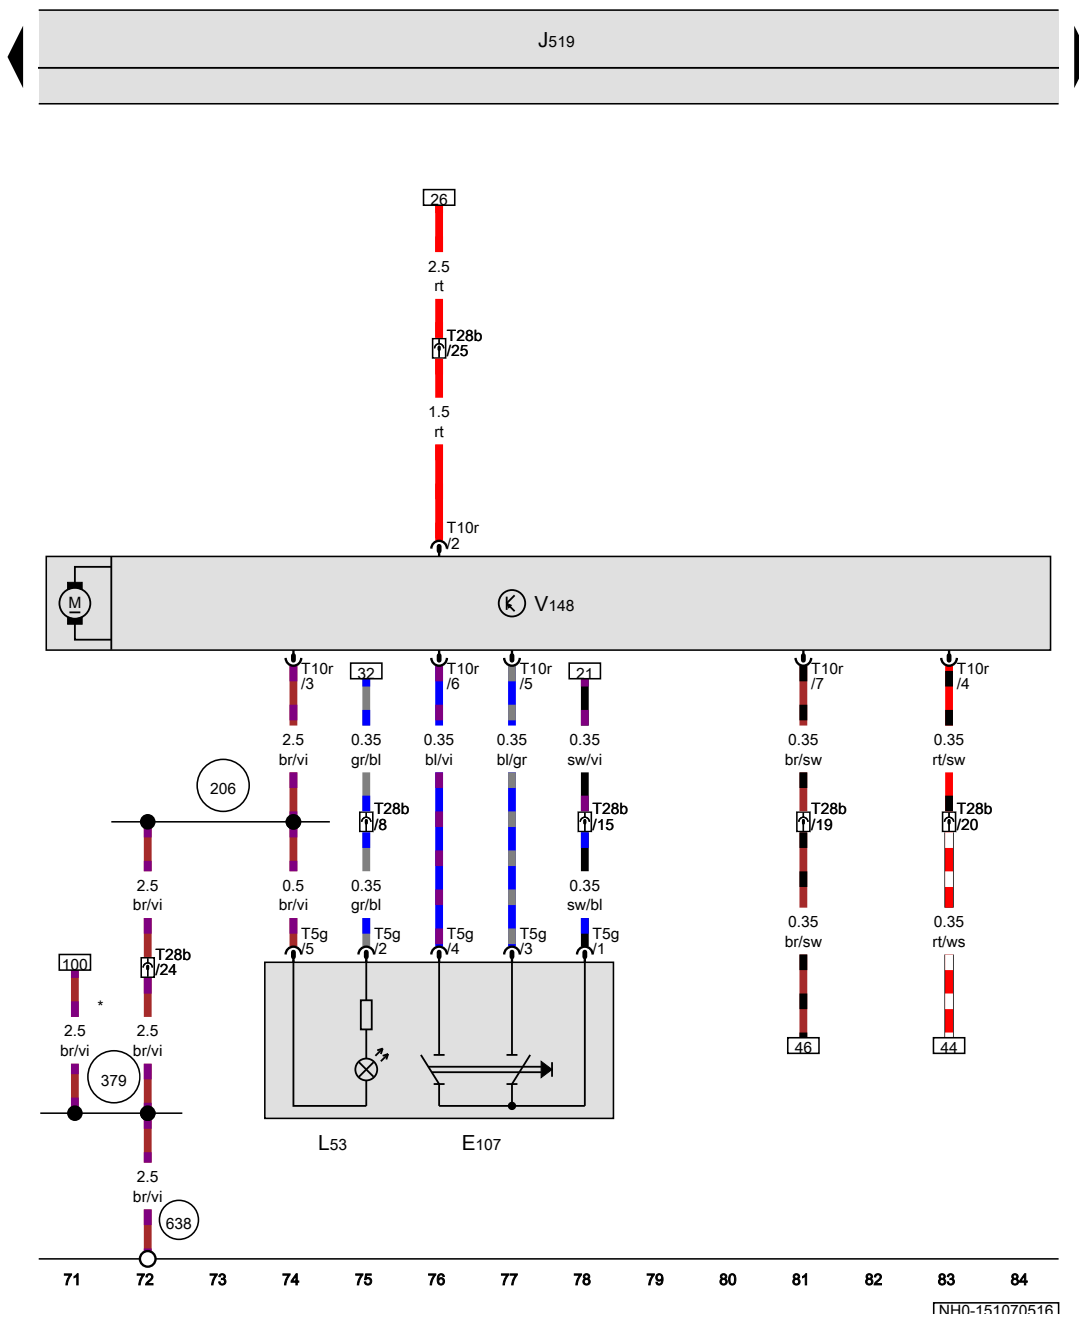 J519
26
2.5
rt
T28b
/25
1.5
rt
T10r
/2
M
V148
T10r
/3
32
T10r
/6
T10r
/5
21
T10r
/7
T10r
/4
2.5
br/vi
0.35
gr/bl
0.35
bl/vi
0.35
bl/gr
0.35
sw/vi
0.35
br/sw
0.35
rt/sw
206
T28b
/8
T28b
/15
T28b
/19
T28b
/20
2.5
br/vi
0.5
br/vi
0.35
gr/bl
0.35
sw/bl
0.35
br/sw
0.35
rt/ws
T5g
/5
T5g
/2
T5g
/4
T5g
/3
T5g
/1
100
T28b
/24
*
2.5
br/vi
2.5
br/vi
46
44
379
L53
E107
2.5
br/vi
638
71 72 73 74 75 76 77 78 79 80 81 82 83 84
NH0-151070516